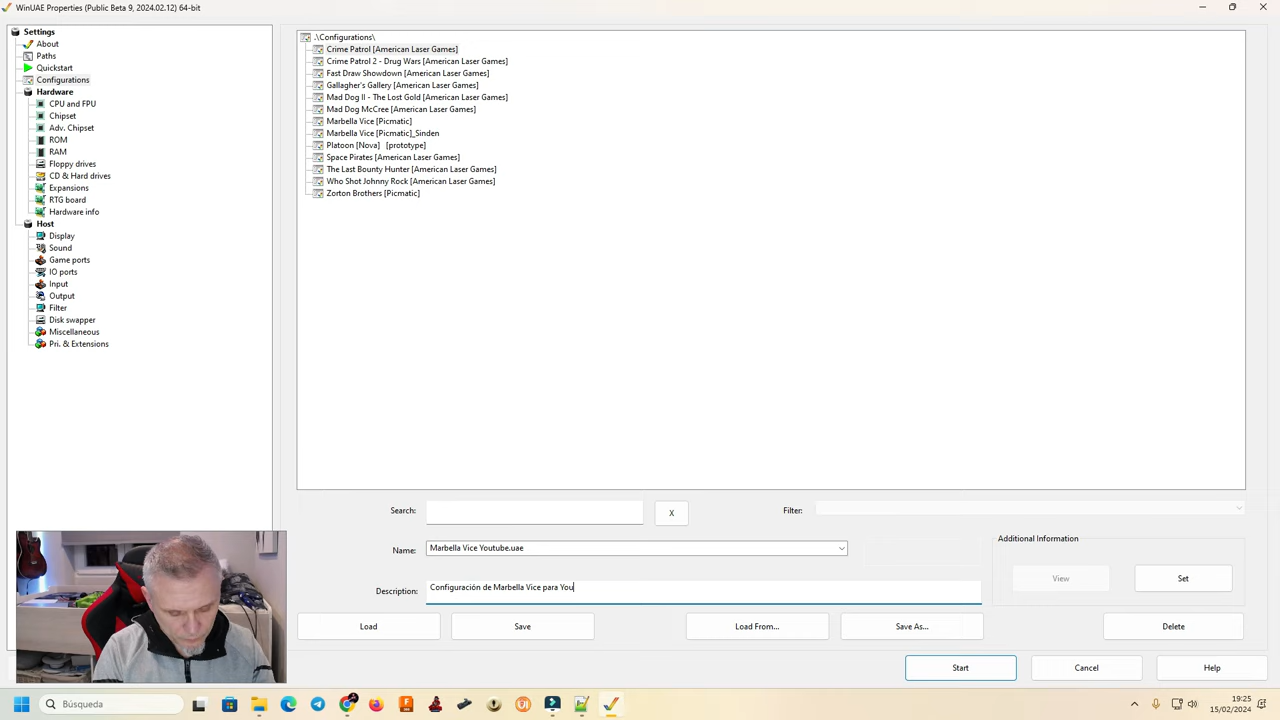 WinUAE Properties (Public Beta 9, 2024.02.12) 64-bit
Settings
About
Paths
Quickstart
Configurations
Hardware
CPU and FPU
Chipset
Adv. Chipset
ROM
RAM
Floppy drives
CD & Hard drives
Expansions
RTG board
Hardware info
Host
Display
Sound
Game ports
IO ports
Input
Output
Filter
Disk swapper
Miscellaneous
Pri. & Extensions
.\Configurations\
Crime Patrol [American Laser Games]
Crime Patrol 2 - Drug Wars [American Laser Games]
Fast Draw Showdown [American Laser Games]
Gallagher's Gallery [American Laser Games]
Mad Dog II - The Lost Gold [American Laser Games]
Mad Dog McCree [American Laser Games]
Marbella Vice [Picmatic]
Marbella Vice [Picmatic]_Sinden
Platoon [Nova] [prototype]
Space Pirates [American Laser Games]
The Last Bounty Hunter [American Laser Games]
Who Shot Johnny Rock [American Laser Games]
Zorton Brothers [Picmatic]
Search:
X
Filter:
Name:
Marbella Vice Youtube.uae
Description:
Configuración de Marbella Vice para You
Additional Information
View
Set
Load
Save
Load From...
Save As...
Delete
Start
Cancel
Help
Búsqueda
19:25
15/02/2024